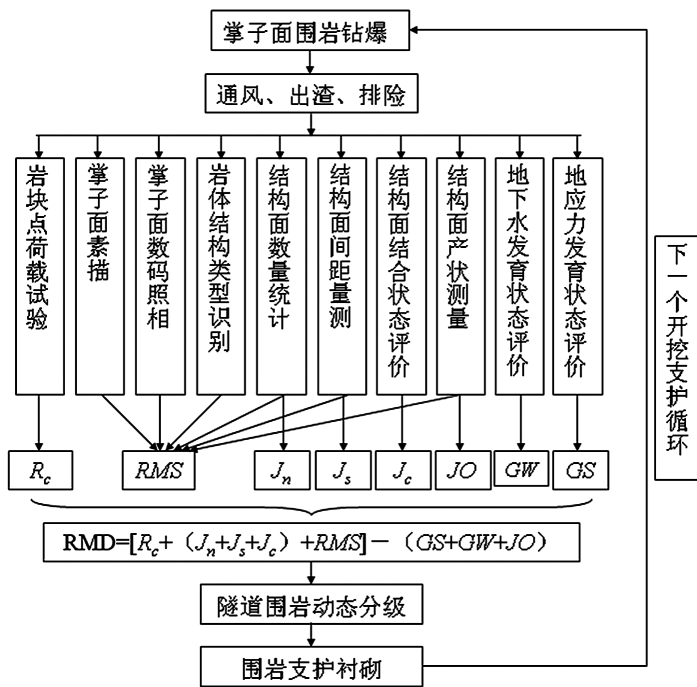 掌子面围岩钻爆
通风、出渣、排险
岩块点荷载试验
掌子面素描
掌子面数码照相
岩体结构类型识别
结构面数量统计
结构面间距量测
结构面结合状态评价
结构面产状测量
地下水发育状态评价
地应力发育状态评价
下一个开挖支护循环
Rc
RMS
Jn
Js
Jc
JO
GW
GS
RMD=[Rc+（Jn+Js+Jc）+RMS]－（GS+GW+JO）
隧道围岩动态分级
围岩支护衬砌